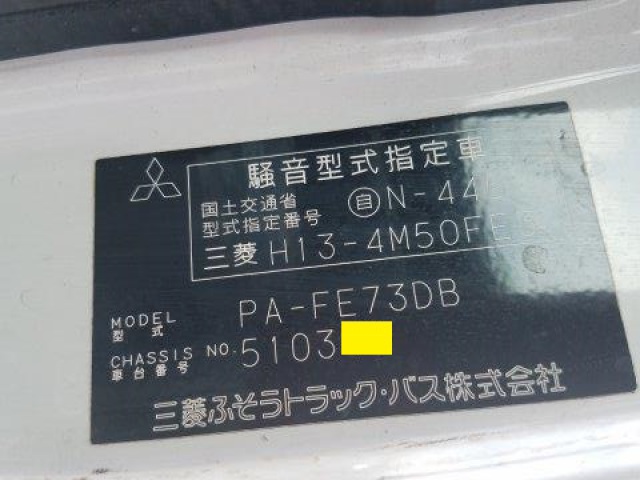 騒音型式指定車
国土交通省
型式指定番号 自 N-44
三菱 H13-4M50FE
MODEL
型式 PA-FE73DB
CHASSIS NO. 5103
車台番号
三菱ふそうトラック・バス株式会社